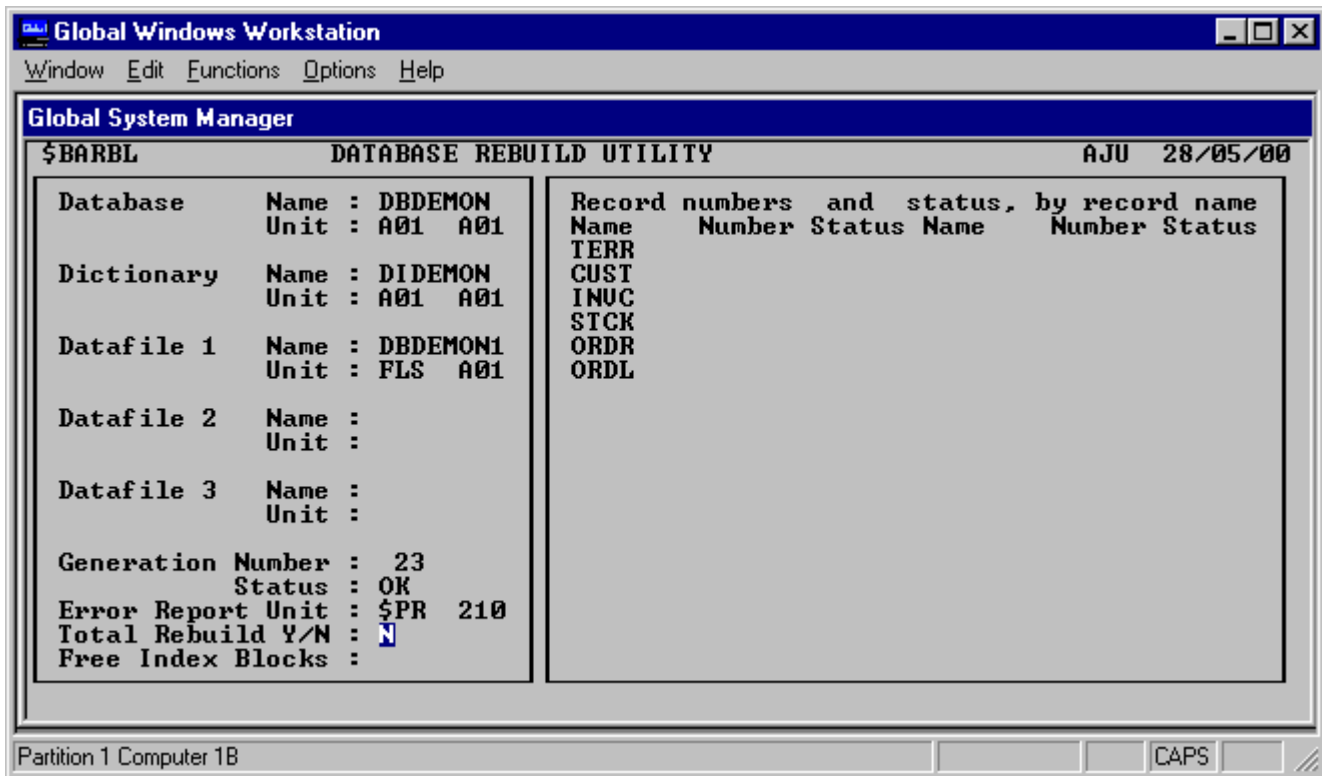 Global Windows Workstation
Window Edit Functions Options Help
Global System Manager
$BARBL DATABASE REBUILD UTILITY AJU 28/05/00
Database Name : DBDEMON
Unit : A01 A01
Dictionary Name : DIDEMON
Unit : A01 A01
Datafile 1 Name : DBDEMON1
Unit : FLS A01
Datafile 2 Name :
Unit :
Datafile 3 Name :
Unit :
Generation Number : 23
Status : OK
Error Report Unit : $PR 210
Total Rebuild Y/N : N
Free Index Blocks :
Record numbers and status, by record name
Name Number Status Name Number Status
TERR
CUST
INVC
STCK
ORDR
ORDL
Partition 1 Computer 1B CAPS